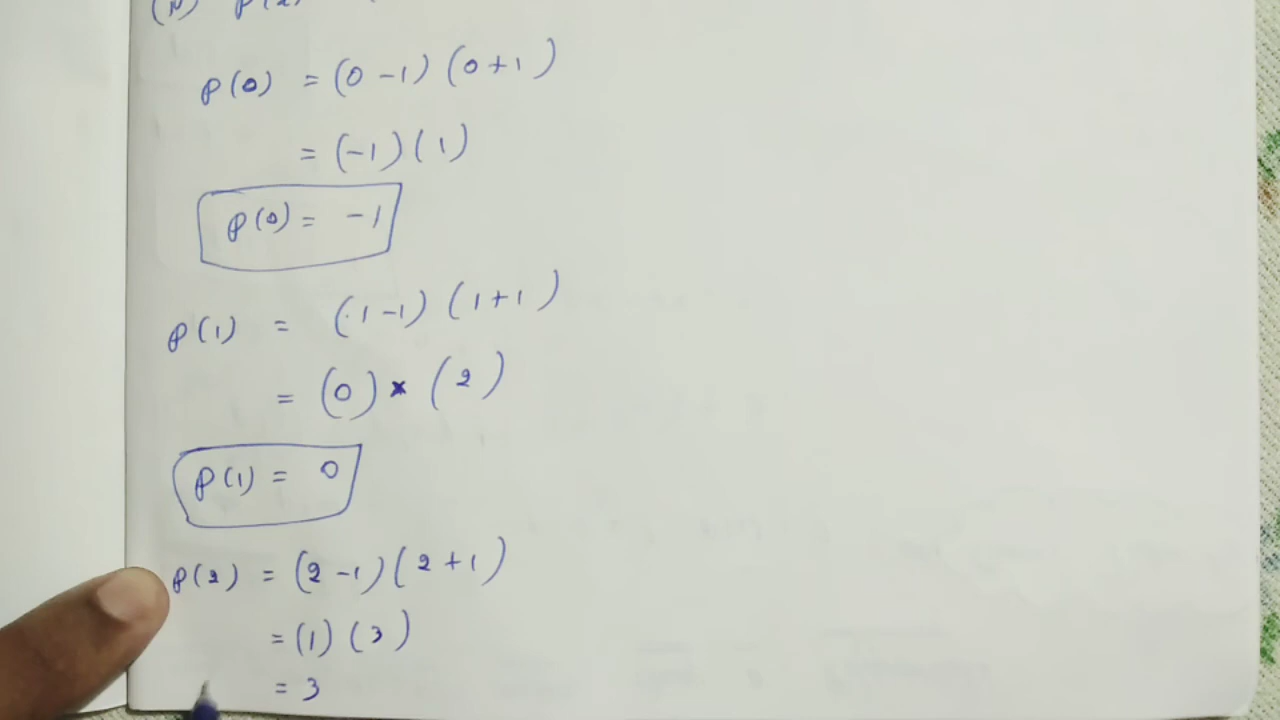 P(0) = (0-1) (0+1)
= (-1) (1)
P(0) = -1
P(1) = (1-1) (1+1)
= (0) × (2)
P(1) = 0
P(2) = (2-1) (2+1)
= (1) (3)
= 3